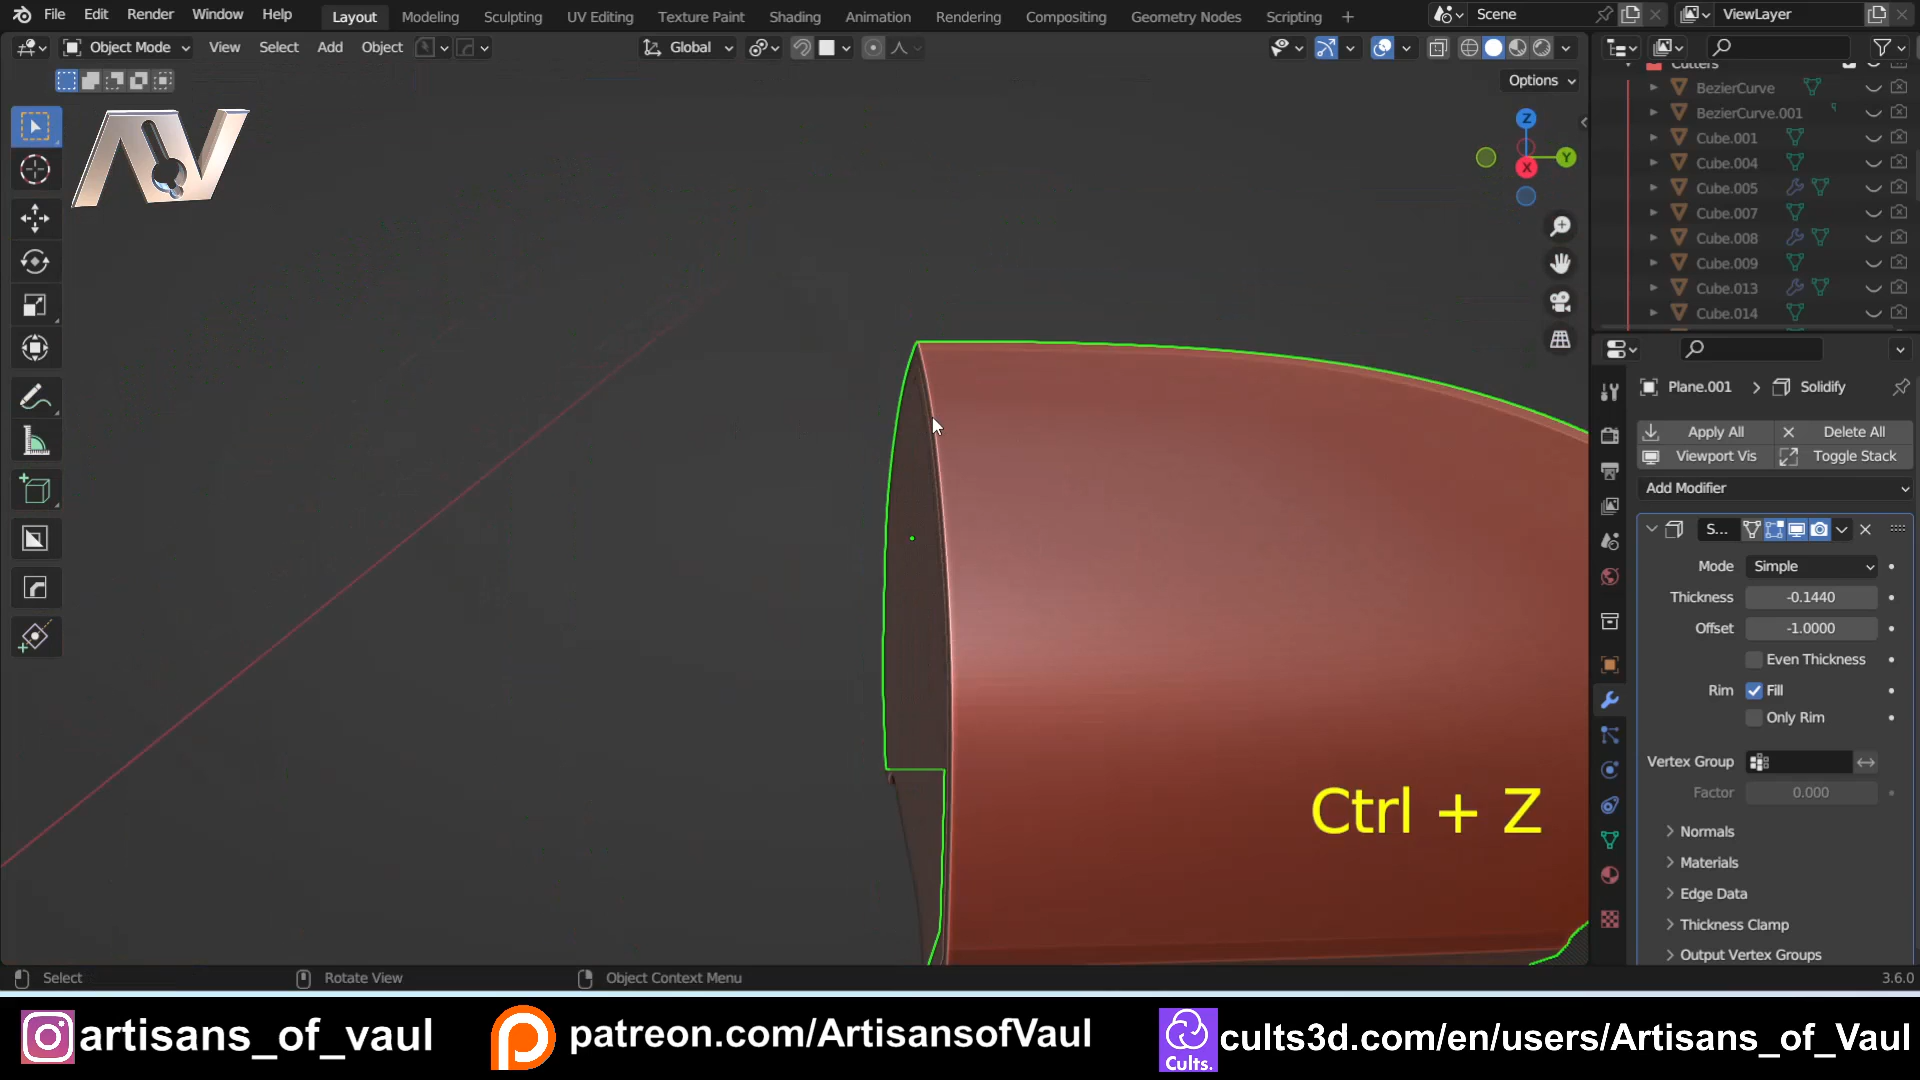 File Edit Render Window Help Layout Modeling Sculpting UV Editing Texture Paint Shading Animation Rendering Compositing Geometry Nodes Scripting + Scene ViewLayer
Object Mode View Select Add Object Global
Options
Cutters
BezierCurve
BezierCurve.001
Cube.001
Cube.004
Cube.005
Cube.007
Cube.008
Cube.009
Cube.013
Cube.014
Z
Y
X
AV
Plane.001 > Solidify
Apply All Delete All
Viewport Vis Toggle Stack
Add Modifier
S...
Mode Simple
Thickness -0.1440
Offset -1.0000
Even Thickness
Rim Fill
Only Rim
Vertex Group
Factor 0.000
Normals
Materials
Edge Data
Thickness Clamp
Output Vertex Groups
Ctrl + Z
Select Rotate View Object Context Menu 3.6.0
artisans_of_vaul patreon.com/ArtisansofVaul cults3d.com/en/users/Artisans_of_Vaul
Cults.